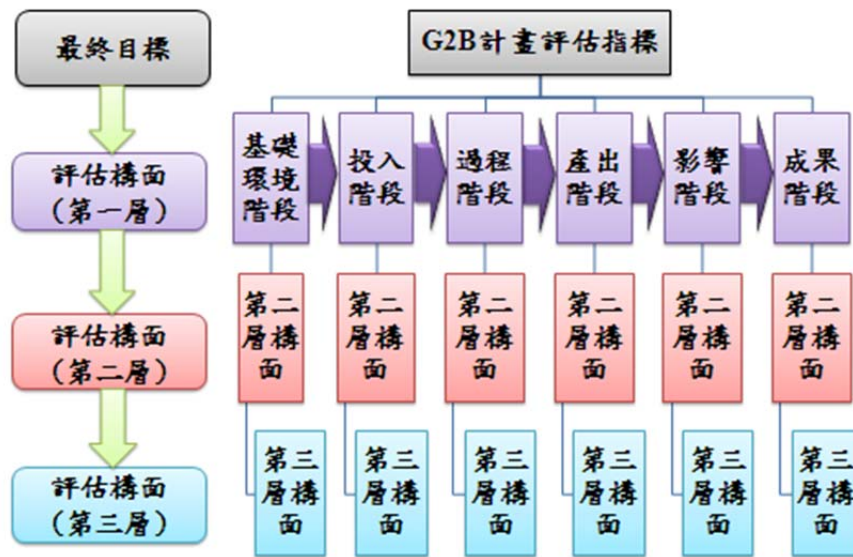 最終目標
評估構面
(第一層)
評估構面
(第二層)
評估構面
(第三層)
G2B計畫評估指標
基礎
環境
階段
投入
階段
過程
階段
產出
階段
影響
階段
成果
階段
第二
層構
面
第二
層構
面
第二
層構
面
第二
層構
面
第二
層構
面
第二
層構
面
第三
層構
面
第三
層構
面
第三
層構
面
第三
層構
面
第三
層構
面
第三
層構
面